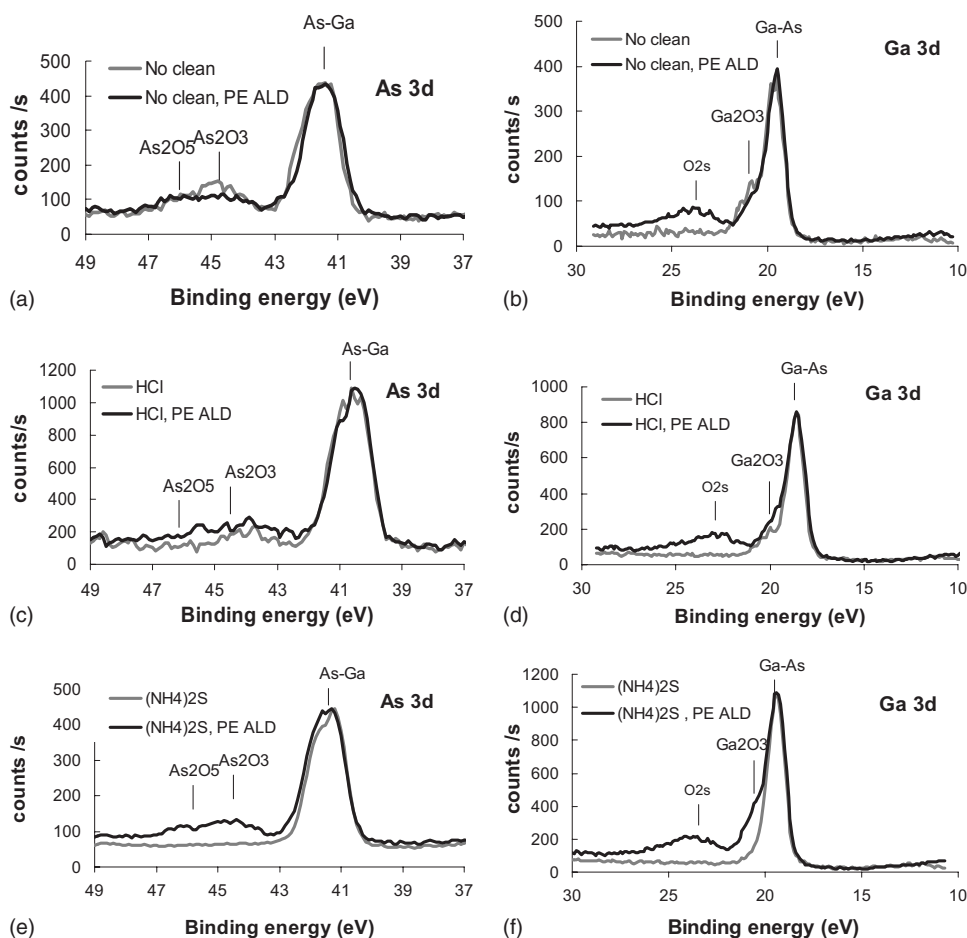 As-Ga
As 3d
No clean
No clean, PE ALD
As2O5
As2O3
counts /s
500
400
300
200
100
0
49 47 45 43 41 39 37
(a)
Binding energy (eV)
Ga-As
Ga 3d
No clean
No clean, PE ALD
Ga2O3
O2s
counts/ s
500
400
300
200
100
0
30 25 20 15 10
(b)
Binding energy (eV)
As-Ga
As 3d
HCl
HCl, PE ALD
As2O5
As2O3
counts/s
1200
1000
800
600
400
200
0
49 47 45 43 41 39 37
(c)
Binding energy (eV)
Ga-As
Ga 3d
HCl
HCl, PE ALD
Ga2O3
O2s
counts/s
1000
800
600
400
200
0
30 25 20 15 10
(d)
Binding energy (eV)
As-Ga
As 3d
(NH4)2S
(NH4)2S, PE ALD
As2O5
As2O3
counts /s
500
400
300
200
100
0
49 47 45 43 41 39 37
(e)
Binding energy (eV)
Ga-As
Ga 3d
(NH4)2S
(NH4)2S , PE ALD
Ga2O3
O2s
counts /s
1200
1000
800
600
400
200
0
30 25 20 15 10
(f)
Binding energy (eV)